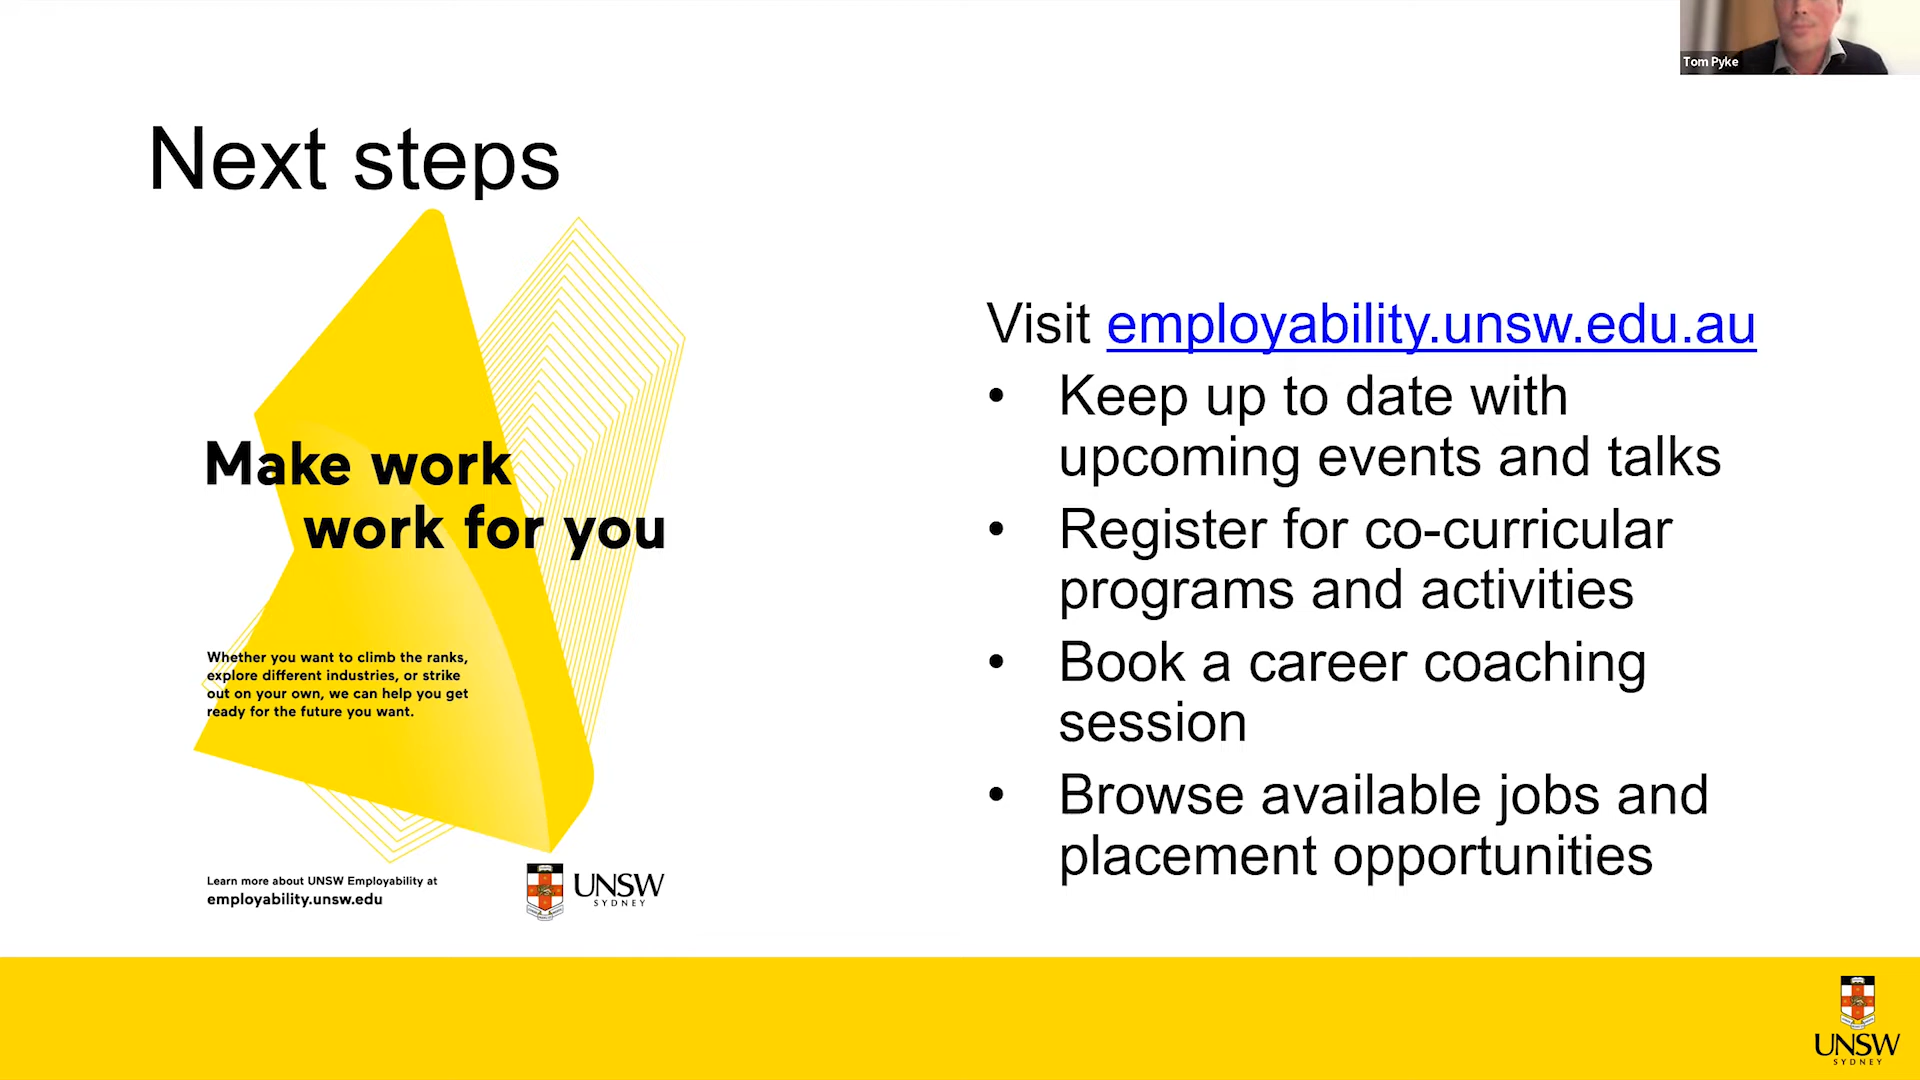 Tom Pyke
Next steps
Make work
work for you
Whether you want to climb the ranks,
explore different industries, or strike
out on your own, we can help you get
ready for the future you want.
Learn more about UNSW Employability at
employability.unsw.edu
UNSW
SYDNEY
Visit employability.unsw.edu.au
• Keep up to date with
upcoming events and talks
• Register for co-curricular
programs and activities
• Book a career coaching
session
• Browse available jobs and
placement opportunities
UNSW
SYDNEY